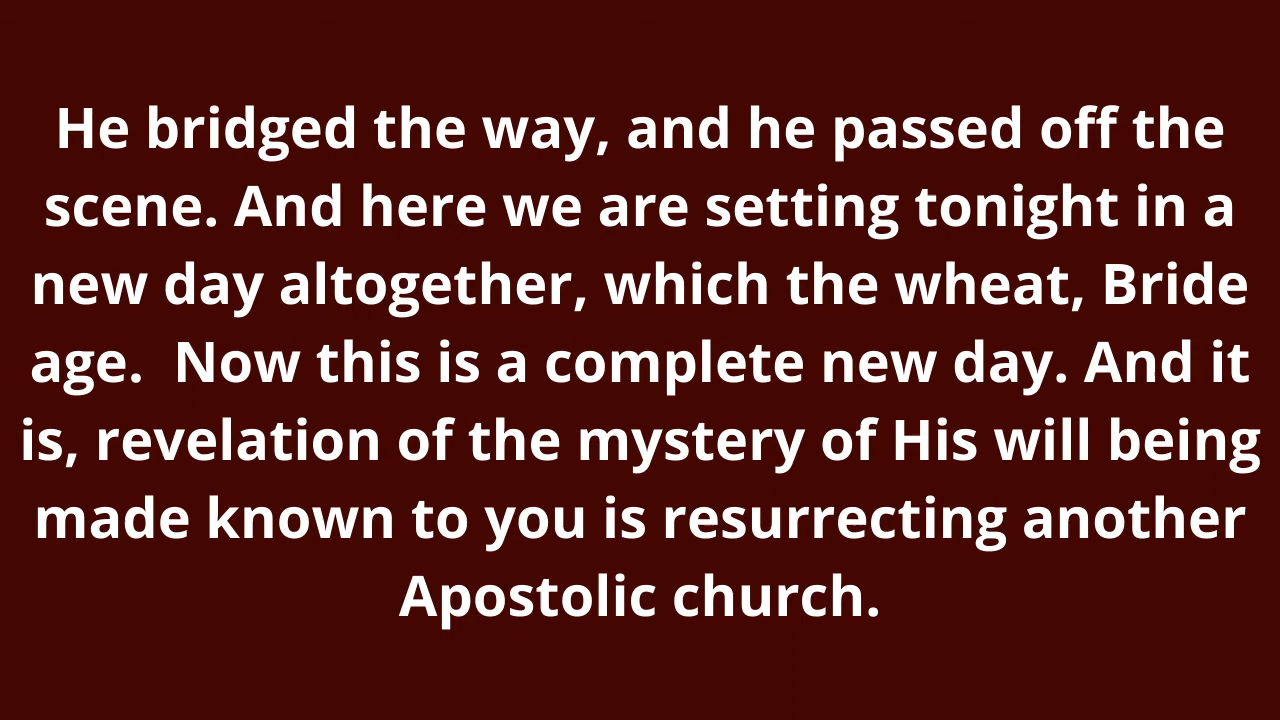 He bridged the way, and he passed off the
scene. And here we are setting tonight in a
new day altogether, which the wheat, Bride
age.  Now this is a complete new day. And it
is, revelation of the mystery of His will being
made known to you is resurrecting another
Apostolic church.